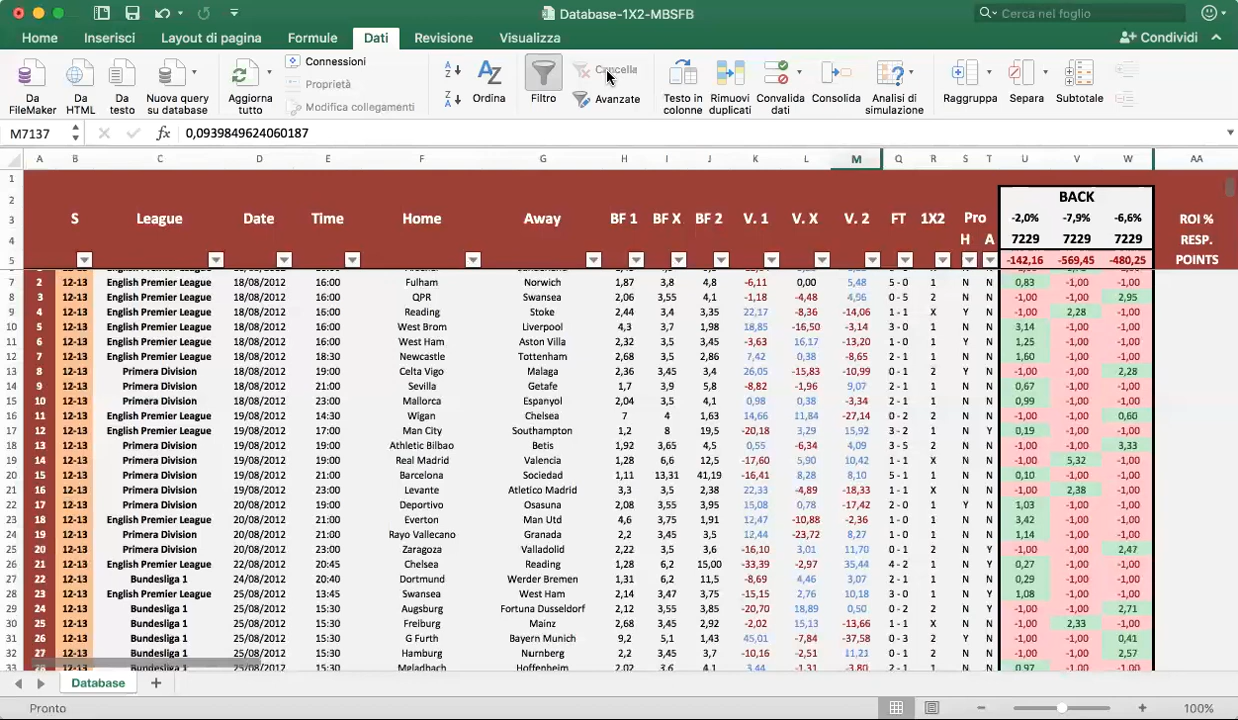 Database-1X2-MBSFB
Cerca nel foglio
Home Inserisci Layout di pagina Formule Dati Revisione Visualizza Condividi
Da FileMaker
Da HTML
Da testo
Nuova query su database
Aggiorna tutto
Connessioni
Proprietà
Modifica collegamenti
Ordina
Filtro
Cancella
Avanzate
Testo in colonne
Rimuovi duplicati
Convalida dati
Consolida
Analisi di simulazione
Raggruppa
Separa
Subtotale
M7137 fx 0,0939849624060187
A B C D E F G H I J K L M Q R S T U V W AA
1
2 BACK
3 S League Date Time Home Away BF 1 BF X BF 2 V. 1 V. X V. 2 FT 1X2 Pro -2,0% -7,9% -6,6% ROI %
4 H A 7229 7229 7229 RESP.
5 -142,16 -569,45 -480,25 POINTS
7 2 12-13 English Premier League 18/08/2012 16:00 Fulham Norwich 1,87 3,8 4,8 -6,11 0,00 5,48 5 - 0 1 N N 0,83 -1,00 -1,00
8 3 12-13 English Premier League 18/08/2012 16:00 QPR Swansea 2,06 3,55 4,1 -1,18 -4,48 4,96 0 - 5 2 N N -1,00 -1,00 2,95
9 4 12-13 English Premier League 18/08/2012 16:00 Reading Stoke 2,44 3,4 3,35 22,17 -8,36 -14,06 1 - 1 X Y N -1,00 2,28 -1,00
10 5 12-13 English Premier League 18/08/2012 16:00 West Brom Liverpool 4,3 3,7 1,98 18,85 -16,50 -3,14 3 - 0 1 N N 3,14 -1,00 -1,00
11 6 12-13 English Premier League 18/08/2012 16:00 West Ham Aston Villa 2,32 3,5 3,45 -3,63 16,17 -13,20 1 - 0 1 Y N 1,25 -1,00 -1,00
12 7 12-13 English Premier League 18/08/2012 18:30 Newcastle Tottenham 2,68 3,5 2,86 7,42 0,38 -8,65 2 - 1 1 N N 1,60 -1,00 -1,00
13 8 12-13 Primera Division 18/08/2012 19:00 Celta Vigo Malaga 2,36 3,45 3,4 26,05 -15,83 -10,99 0 - 1 2 Y N -1,00 -1,00 2,28
14 9 12-13 Primera Division 18/08/2012 21:00 Sevilla Getafe 1,7 3,9 5,8 -8,82 -1,96 9,07 2 - 1 1 N N 0,67 -1,00 -1,00
15 10 12-13 Primera Division 18/08/2012 23:00 Mallorca Espanyol 2,04 3,5 4,1 0,98 0,38 -3,34 2 - 1 1 N N 0,99 -1,00 -1,00
16 11 12-13 English Premier League 19/08/2012 14:30 Wigan Chelsea 7 4 1,63 14,66 11,84 -27,14 0 - 2 2 N N -1,00 -1,00 0,60
17 12 12-13 English Premier League 19/08/2012 17:00 Man City Southampton 1,2 8 19,5 -20,18 3,29 15,92 3 - 2 1 N Y 0,19 -1,00 -1,00
18 13 12-13 Primera Division 19/08/2012 19:00 Athletic Bilbao Betis 1,92 3,65 4,5 0,55 -6,34 4,09 3 - 5 2 N N -1,00 -1,00 3,33
19 14 12-13 Primera Division 19/08/2012 19:00 Real Madrid Valencia 1,28 6,6 12,5 -17,60 5,90 10,42 1 - 1 X N N -1,00 5,32 -1,00
20 15 12-13 Primera Division 19/08/2012 21:00 Barcelona Sociedad 1,11 13,31 41,19 -16,41 8,28 8,10 5 - 1 1 N N 0,10 -1,00 -1,00
21 16 12-13 Primera Division 19/08/2012 23:00 Levante Atletico Madrid 3,3 3,5 2,38 22,33 -4,89 -18,33 1 - 1 X N N -1,00 2,38 -1,00
22 17 12-13 Primera Division 20/08/2012 19:00 Deportivo Osasuna 2,08 3,55 3,95 15,08 0,78 -17,42 2 - 0 1 Y N 1,03 -1,00 -1,00
23 18 12-13 English Premier League 20/08/2012 21:00 Everton Man Utd 4,6 3,75 1,91 12,47 -10,88 -2,36 1 - 0 1 N N 3,42 -1,00 -1,00
24 19 12-13 Primera Division 20/08/2012 21:00 Rayo Vallecano Granada 2,2 3,45 3,5 12,44 -23,72 8,27 1 - 0 1 N N 1,14 -1,00 -1,00
25 20 12-13 Primera Division 20/08/2012 23:00 Zaragoza Valladolid 2,22 3,5 3,6 -16,10 3,01 11,70 0 - 1 2 N Y -1,00 -1,00 2,47
26 21 12-13 English Premier League 22/08/2012 20:45 Chelsea Reading 1,28 6,2 15,00 -33,39 -2,97 35,44 4 - 2 1 N Y 0,27 -1,00 -1,00
27 22 12-13 Bundesliga 1 24/08/2012 20:40 Dortmund Werder Bremen 1,31 6,2 11,5 -8,69 4,46 3,07 2 - 1 1 N N 0,29 -1,00 -1,00
28 23 12-13 English Premier League 25/08/2012 13:45 Swansea West Ham 2,14 3,47 3,75 -15,15 2,76 10,18 3 - 0 1 N Y 1,08 -1,00 -1,00
29 24 12-13 Bundesliga 1 25/08/2012 15:30 Augsburg Fortuna Dusseldorf 2,12 3,55 3,85 -20,70 18,89 0,50 0 - 2 2 N Y -1,00 -1,00 2,71
30 25 12-13 Bundesliga 1 25/08/2012 15:30 Freiburg Mainz 2,68 3,45 2,92 -2,02 15,13 -13,66 1 - 1 X N N -1,00 2,33 -1,00
31 26 12-13 Bundesliga 1 25/08/2012 15:30 G Furth Bayern Munich 9,2 5,1 1,43 45,01 -7,84 -37,58 0 - 3 2 Y N -1,00 -1,00 0,41
32 27 12-13 Bundesliga 1 25/08/2012 15:30 Hamburg Nurnberg 2,2 3,45 3,7 -10,16 -2,51 11,21 0 - 1 2 N N -1,00 -1,00 2,57
33 28 12-13 Bundesliga 1 25/08/2012 15:30 Mgladbach Hoffenheim 2,02 3,6 4,1 3,44 -1,31 -3,80 2 - 1 1 N N 0,97 -1,00 -1,00
Database
Pronto 100%